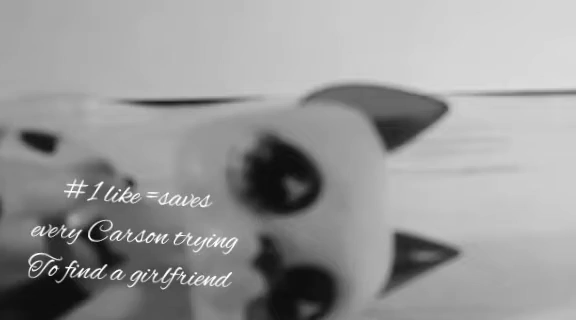 #1 like =saves
every Carson trying
To find a girlfriend